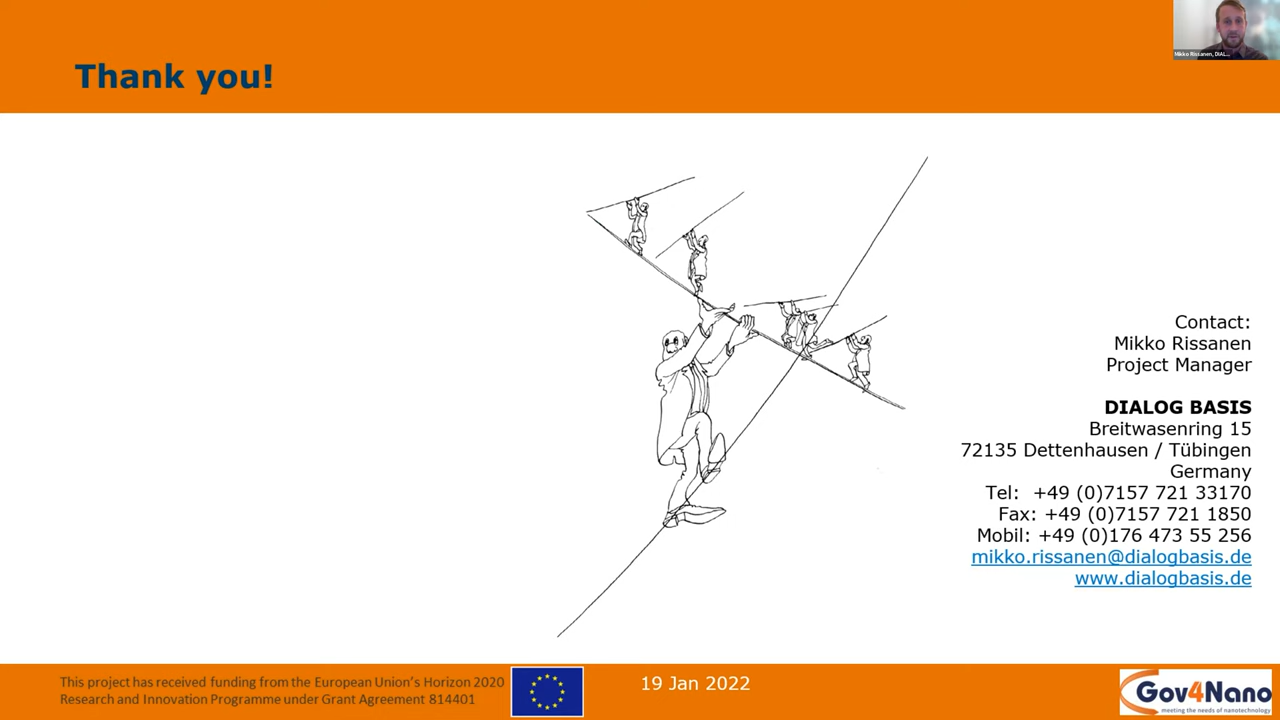 Mikko Rissanen, DIAL...
Thank you!
Contact:
Mikko Rissanen
Project Manager
DIALOG BASIS
Breitwasenring 15
72135 Dettenhausen / Tübingen
Germany
Tel: +49 (0)7157 721 33170
Fax: +49 (0)7157 721 1850
Mobil: +49 (0)176 473 55 256
mikko.rissanen@dialogbasis.de
www.dialogbasis.de
This project has received funding from the European Union's Horizon 2020
Research and Innovation Programme under Grant Agreement 814401
19 Jan 2022
Gov4Nano
meeting the needs of nanotechnology